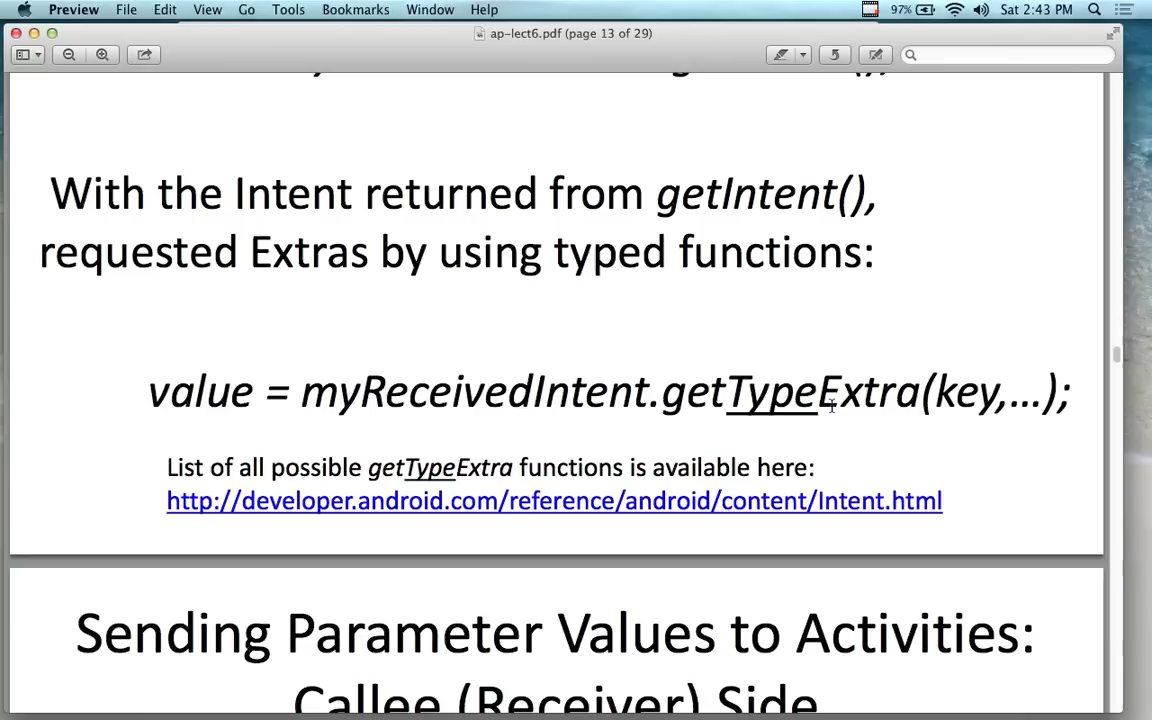 Preview File Edit View Go Tools Bookmarks Window Help 97% Sat 2:43 PM
ap-lect6.pdf (page 13 of 29)
With the Intent returned from getIntent(),
requested Extras by using typed functions:
value = myReceivedIntent.getTypeExtra(key,…);
List of all possible getTypeExtra functions is available here:
http://developer.android.com/reference/android/content/Intent.html
Sending Parameter Values to Activities:
Callee (Receiver) Side